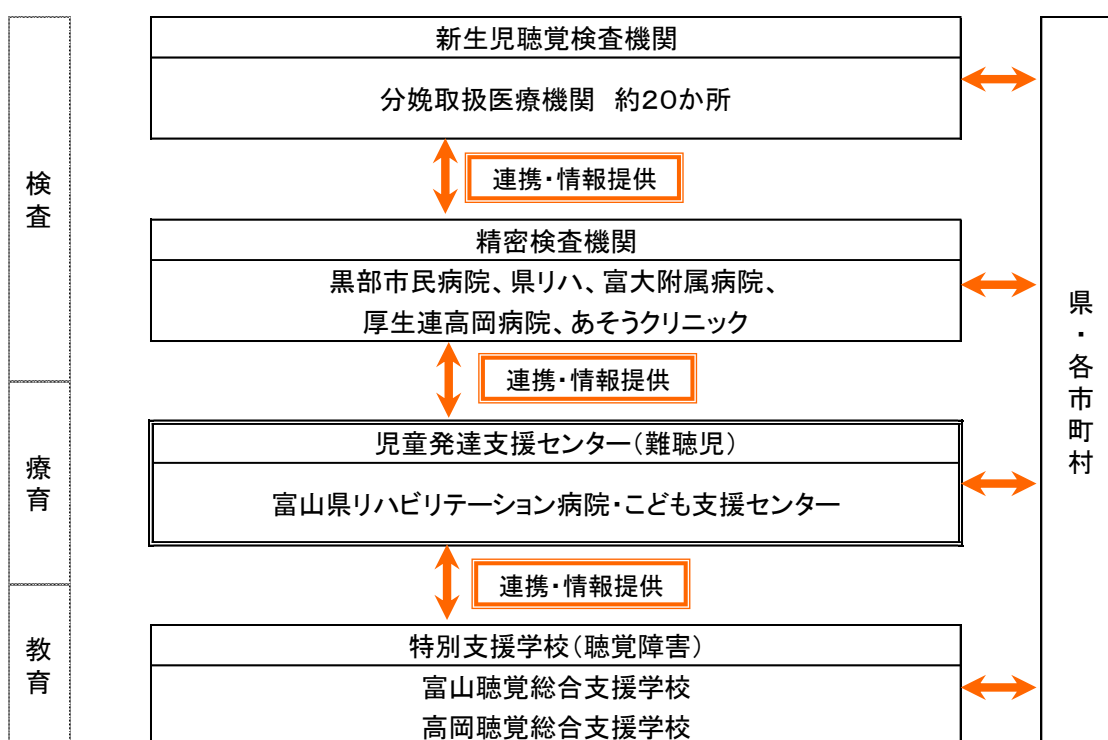 検査
新生児聴覚検査機関
分娩取扱医療機関　約20か所
連携・情報提供
精密検査機関
黒部市民病院、県リハ、富大附属病院、
厚生連高岡病院、あそうクリニック
連携・情報提供
療育
児童発達支援センター(難聴児)
富山県リハビリテーション病院・こども支援センター
連携・情報提供
教育
特別支援学校(聴覚障害)
富山聴覚総合支援学校
高岡聴覚総合支援学校
県・各市町村